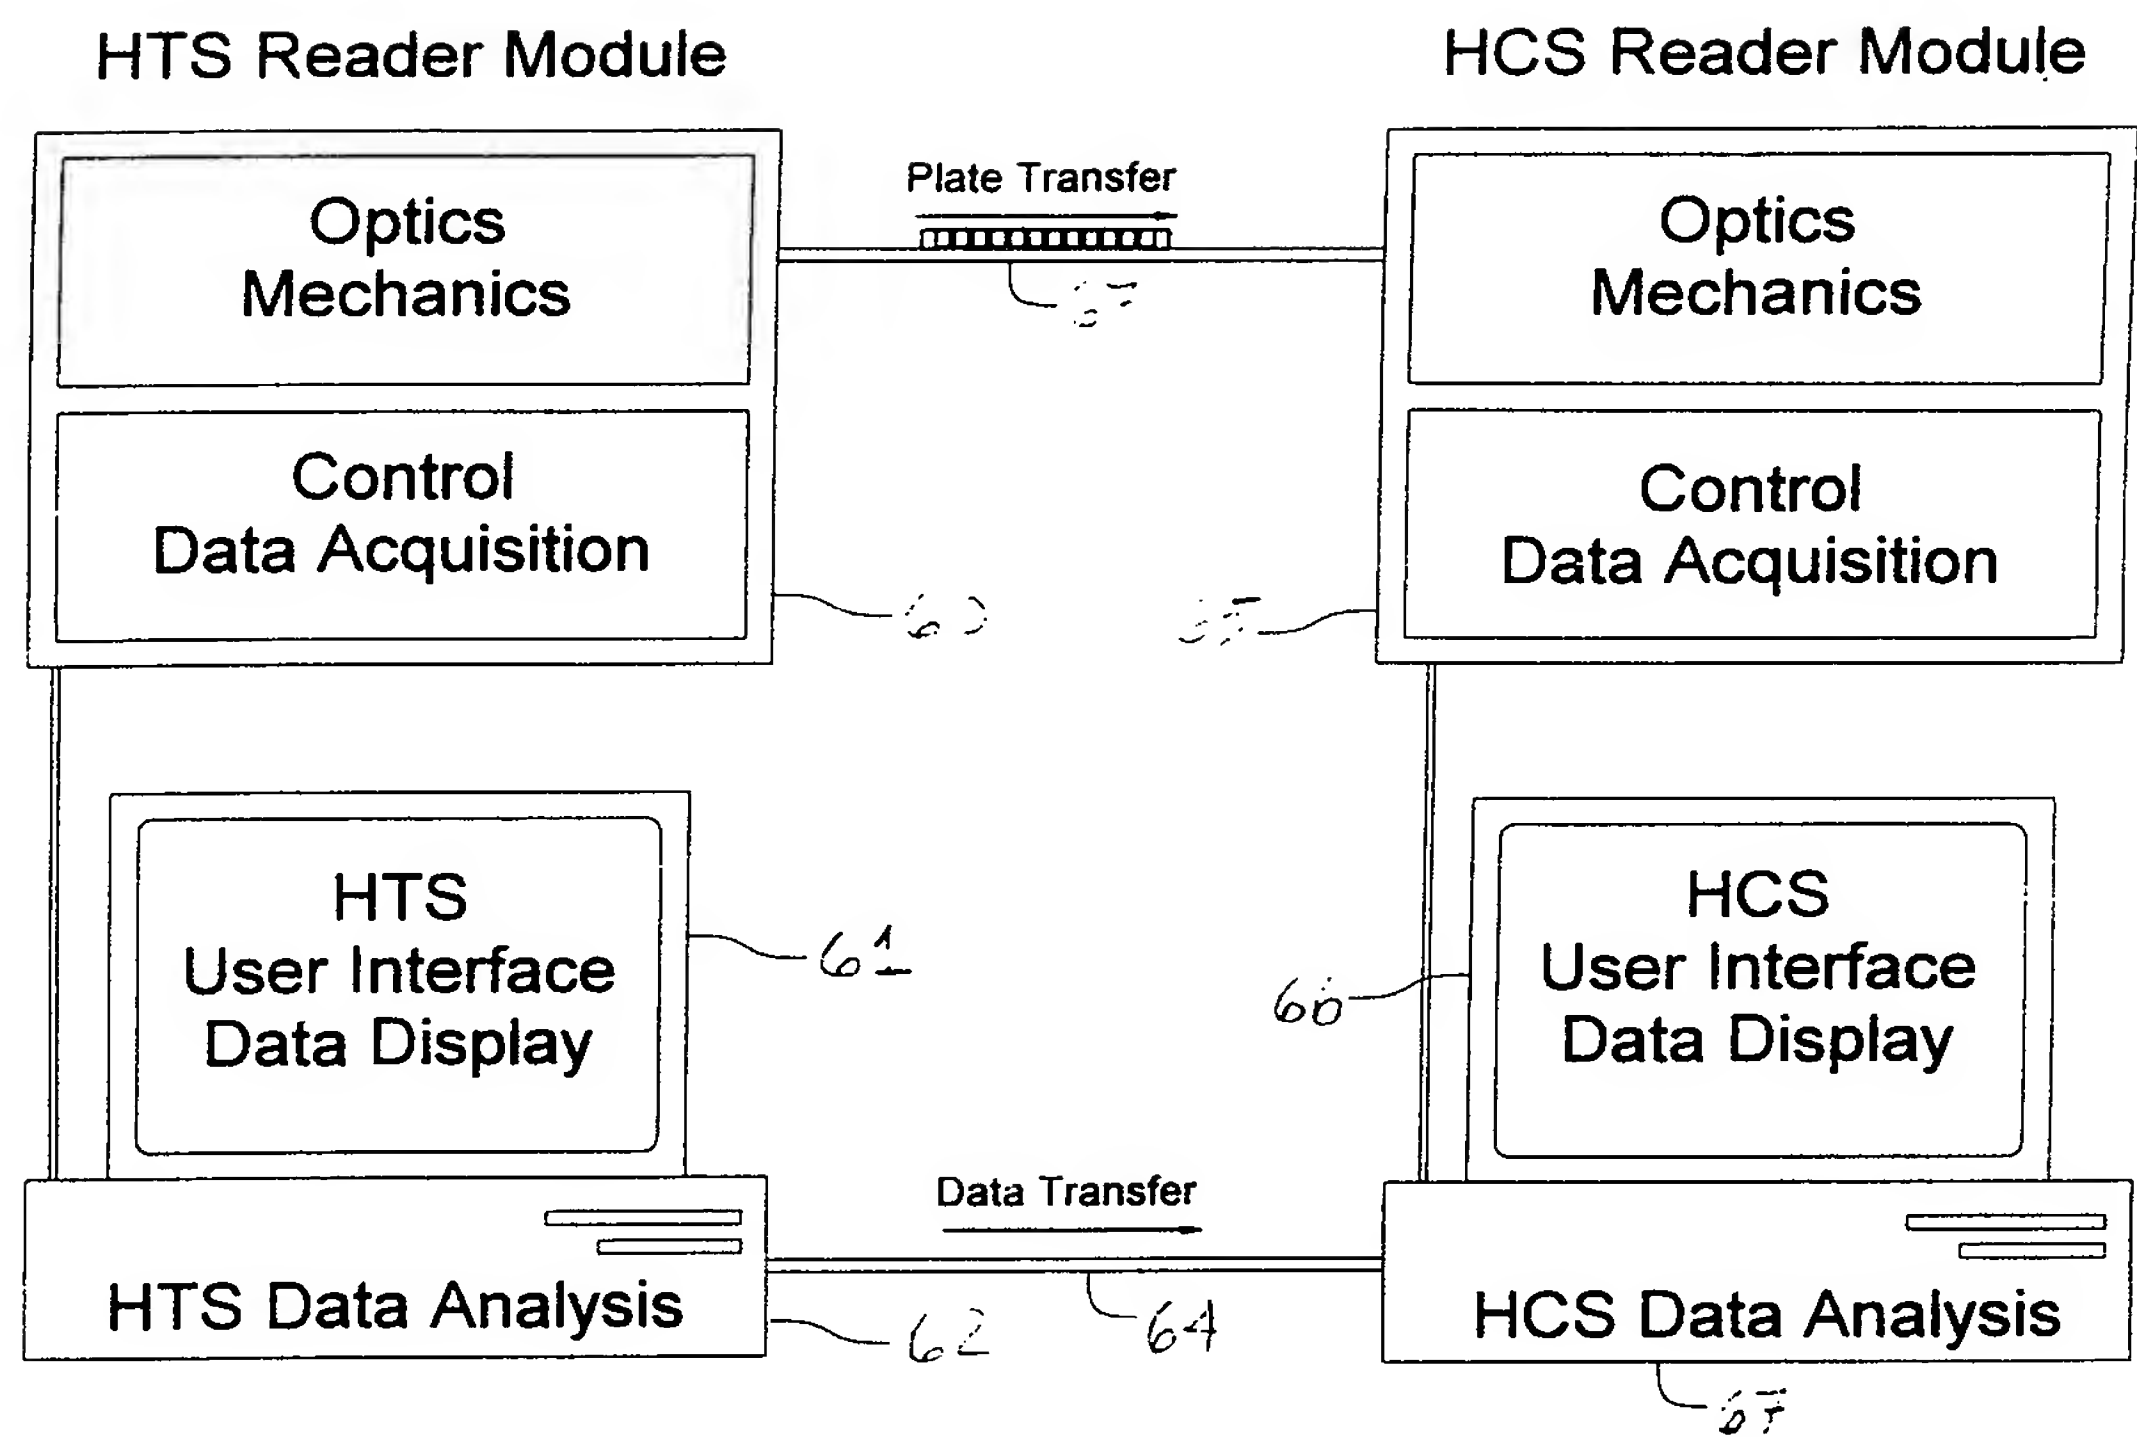 HTS Reader Module
HCS Reader Module
Plate Transfer
Optics
Mechanics
Optics
Mechanics
Control
Data Acquisition
Control
Data Acquisition
HTS
User Interface
Data Display
61
HCS
User Interface
Data Display
Data Transfer
HTS Data Analysis
62
64
HCS Data Analysis
67